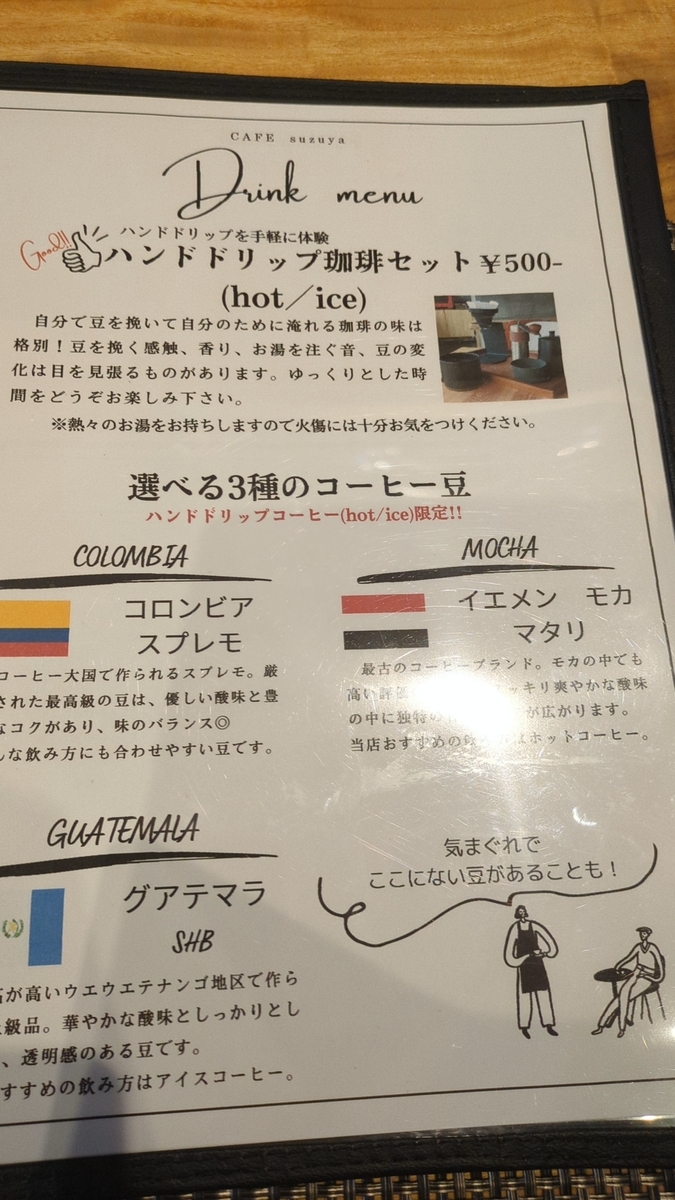 CAFE suzuya
Drink menu
Good!!
ハンドドリップを手軽に体験
ハンドドリップ珈琲セット ¥500-
(hot/ice)
自分で豆を挽いて自分のために淹れる珈琲の味は
格別！豆を挽く感触、香り、お湯を注ぐ音、豆の変
化は目を見張るものがあります。ゆっくりとした時
間をどうぞお楽しみ下さい。
※熱々のお湯をお持ちしますので火傷には十分お気をつけください。
選べる3種のコーヒー豆
ハンドドリップコーヒー(hot/ice)限定!!
COLOMBIA
コロンビア
スプレモ
コーヒー大国で作られるスプレモ。厳
された最高級の豆は、優しい酸味と豊
なコクがあり、味のバランス◎
んな飲み方にも合わせやすい豆です。
MOCHA
イエメン モカ
マタリ
最古のコーヒーブランド。モカの中でも
高い評価 ッキリ爽やかな酸味
の中に独特の が広がります。
当店おすすめの はホットコーヒー。
GUATEMALA
グアテマラ
SHB
が高いウエウエテナンゴ地区で作ら
級品。華やかな酸味としっかりとし
、透明感のある豆です。
すすめの飲み方はアイスコーヒー。
気まぐれで
ここにない豆があることも！